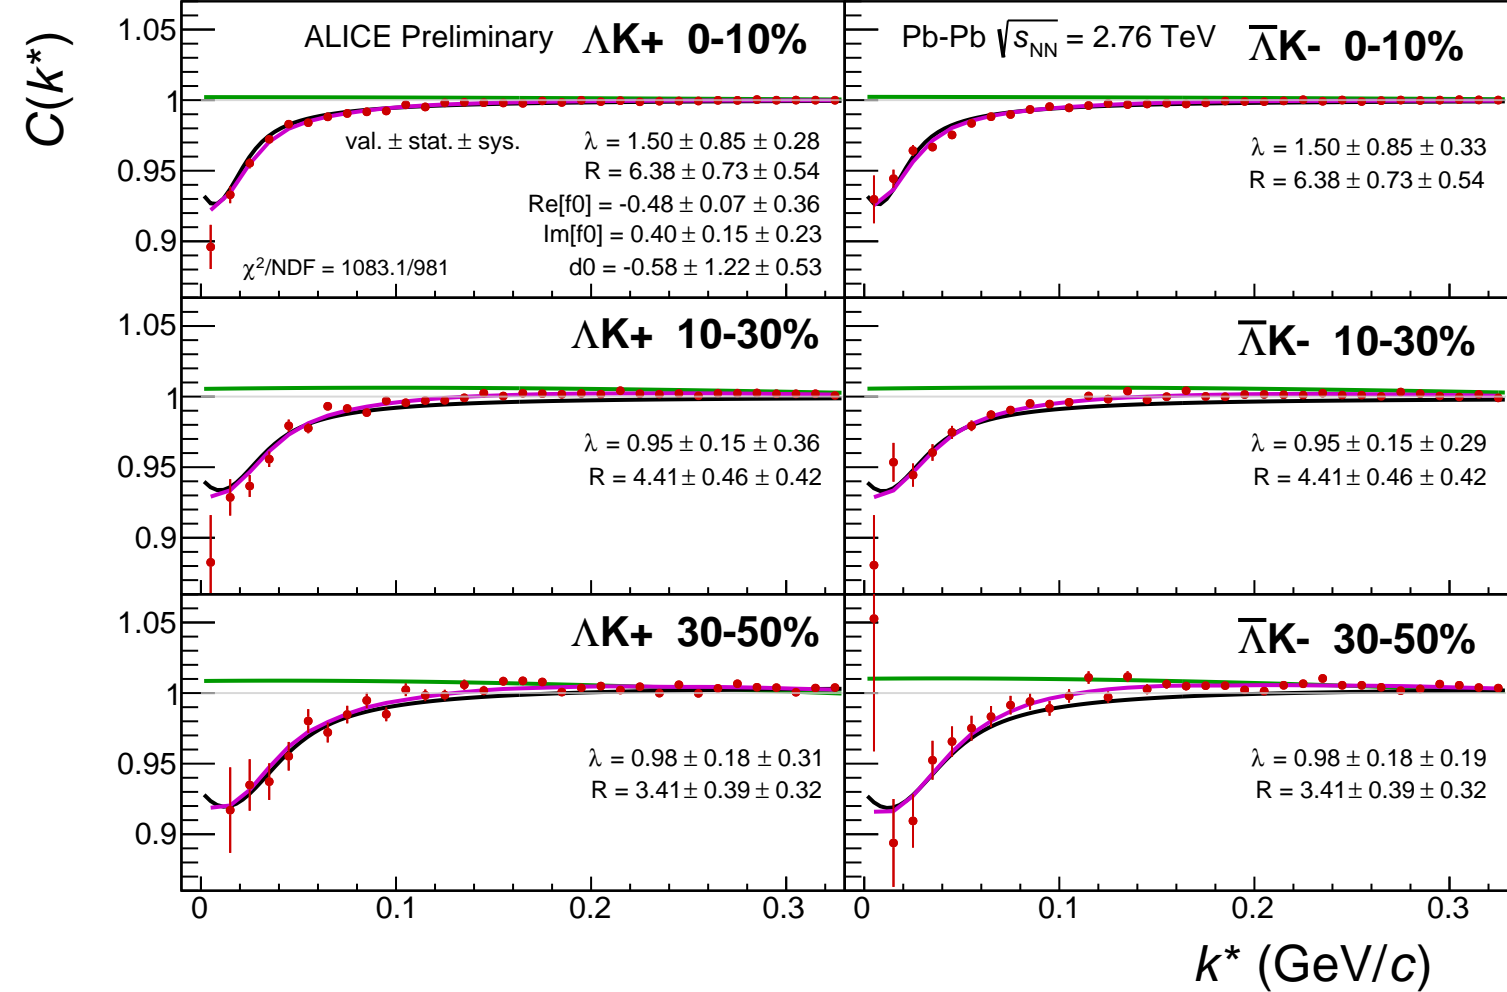 C(k*)
ALICE Preliminary ΛK+ 0-10%
1.05
1
0.95
0.9
val. ± stat. ± sys.
λ = 1.50 ± 0.85 ± 0.28
R = 6.38 ± 0.73 ± 0.54
Re[f0] = -0.48 ± 0.07 ± 0.36
Im[f0] = 0.40 ± 0.15 ± 0.23
χ²/NDF = 1083.1/981
d0 = -0.58 ± 1.22 ± 0.53
Pb-Pb √sNN = 2.76 TeV Λ̅K- 0-10%
λ = 1.50 ± 0.85 ± 0.33
R = 6.38 ± 0.73 ± 0.54
ΛK+ 10-30%
1.05
1
0.95
0.9
λ = 0.95 ± 0.15 ± 0.36
R = 4.41 ± 0.46 ± 0.42
Λ̅K- 10-30%
λ = 0.95 ± 0.15 ± 0.29
R = 4.41 ± 0.46 ± 0.42
ΛK+ 30-50%
1.05
1
0.95
0.9
λ = 0.98 ± 0.18 ± 0.31
R = 3.41 ± 0.39 ± 0.32
Λ̅K- 30-50%
λ = 0.98 ± 0.18 ± 0.19
R = 3.41 ± 0.39 ± 0.32
0 0.1 0.2 0.3
0 0.1 0.2 0.3
k* (GeV/c)